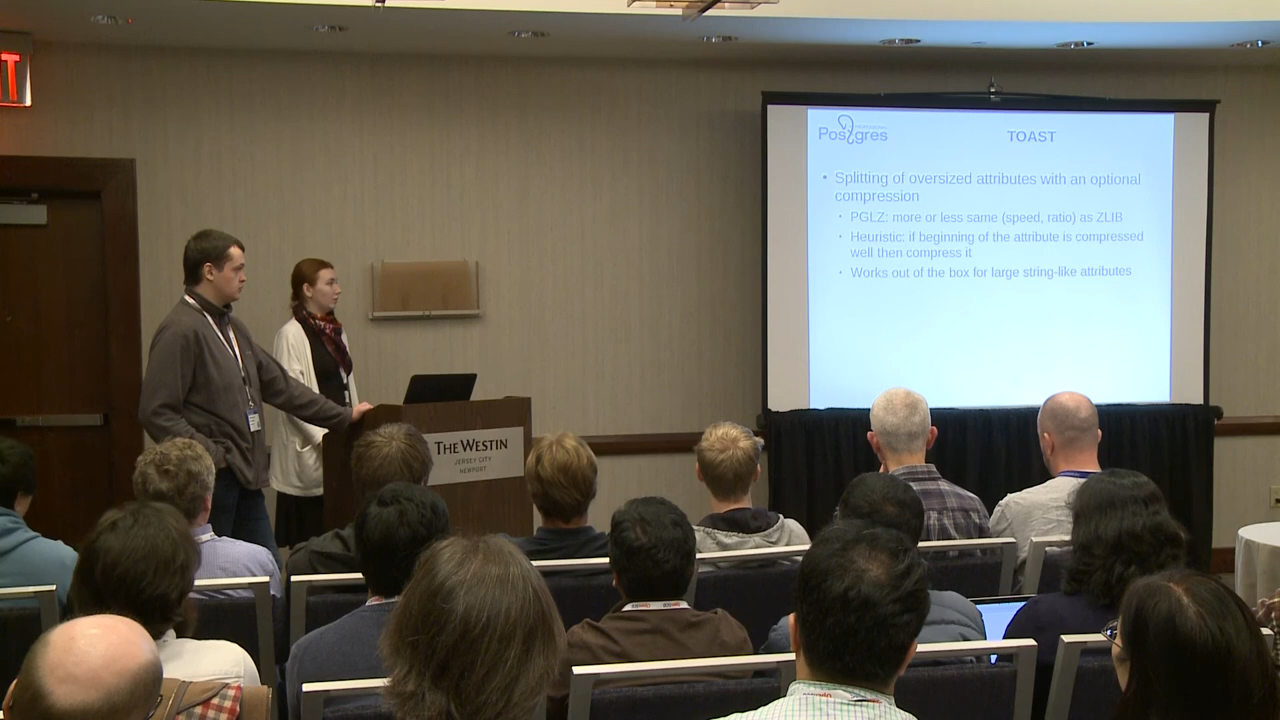 T
Postgres
PROFESSIONAL
TOAST
• Splitting of oversized attributes with an optional
compression
• PGLZ: more or less same (speed, ratio) as ZLIB
• Heuristic: if beginning of the attribute is compressed
well then compress it
• Works out of the box for large string-like attributes
THE WESTIN
JERSEY CITY
NEWPORT